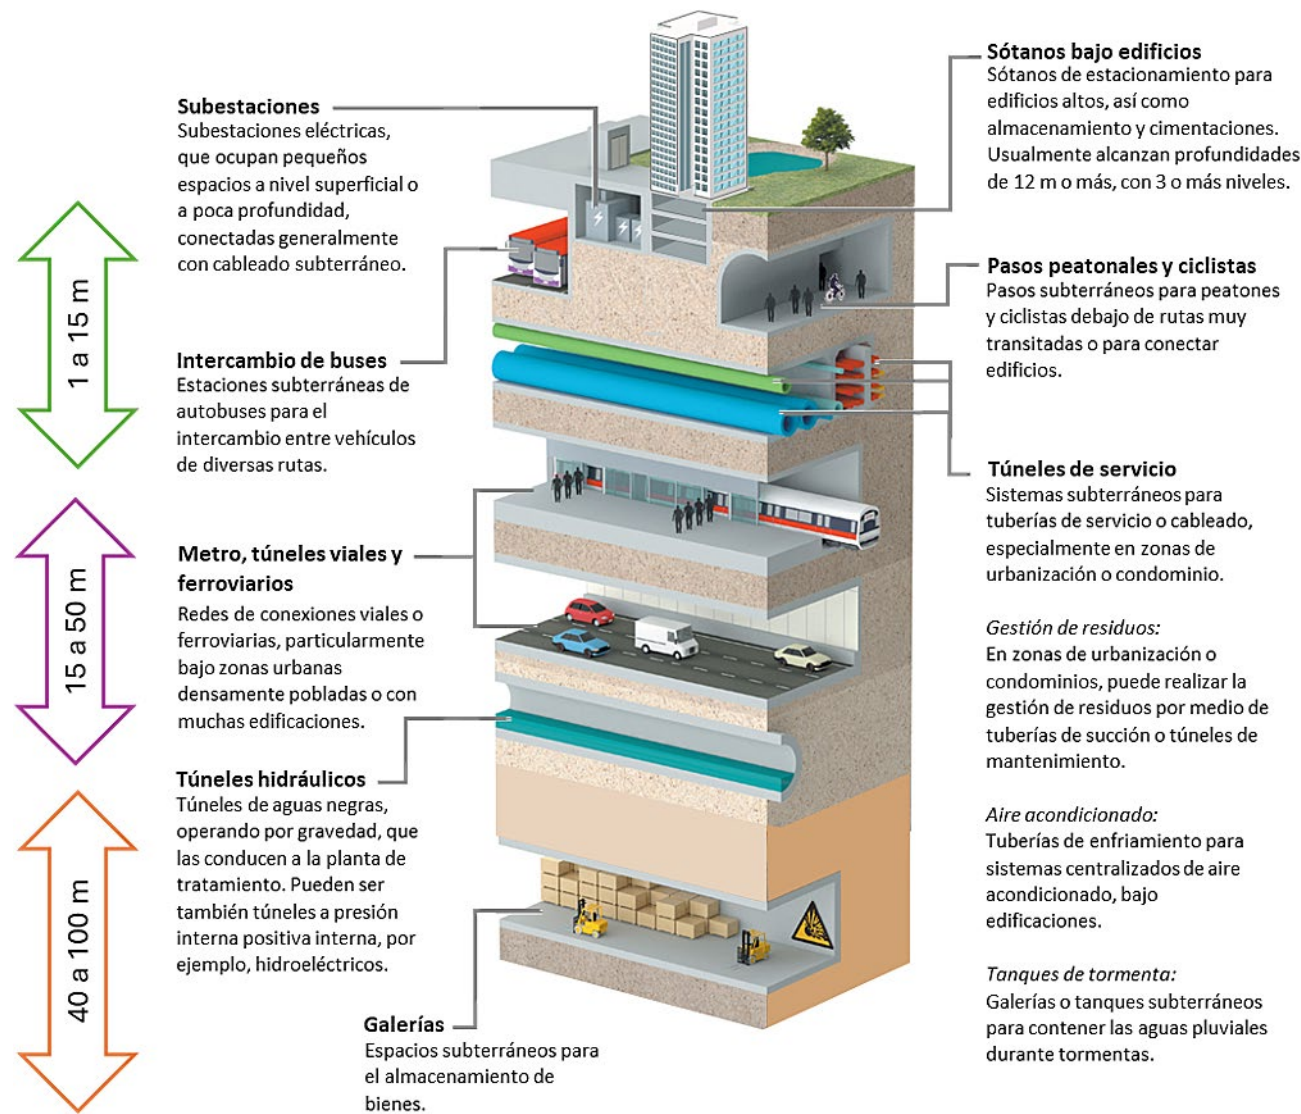 Subestaciones
Subestaciones eléctricas,
que ocupan pequeños
espacios a nivel superficial o
a poca profundidad,
conectadas generalmente
con cableado subterráneo.
Intercambio de buses
Estaciones subterráneas de
autobuses para el
intercambio entre vehículos
de diversas rutas.
Metro, túneles viales y
ferroviarios
Redes de conexiones viales o
ferroviarias, particularmente
bajo zonas urbanas
densamente pobladas o con
muchas edificaciones.
Túneles hidráulicos
Túneles de aguas negras,
operando por gravedad, que
las conducen a la planta de
tratamiento. Pueden ser
también túneles a presión
interna positiva interna, por
ejemplo, hidroeléctricos.
Galerías
Espacios subterráneos para
el almacenamiento de
bienes.
1 a 15 m
15 a 50 m
40 a 100 m
Sótanos bajo edificios
Sótanos de estacionamiento para
edificios altos, así como
almacenamiento y cimentaciones.
Usualmente alcanzan profundidades
de 12 m o más, con 3 o más niveles.
Pasos peatonales y ciclistas
Pasos subterráneos para peatones
y ciclistas debajo de rutas muy
transitadas o para conectar
edificios.
Túneles de servicio
Sistemas subterráneos para
tuberías de servicio o cableado,
especialmente en zonas de
urbanización o condominio.
Gestión de residuos:
En zonas de urbanización o
condominios, puede realizar la
gestión de residuos por medio de
tuberías de succión o túneles de
mantenimiento.
Aire acondicionado:
Tuberías de enfriamiento para
sistemas centralizados de aire
acondicionado, bajo
edificaciones.
Tanques de tormenta:
Galerías o tanques subterráneos
para contener las aguas pluviales
durante tormentas.